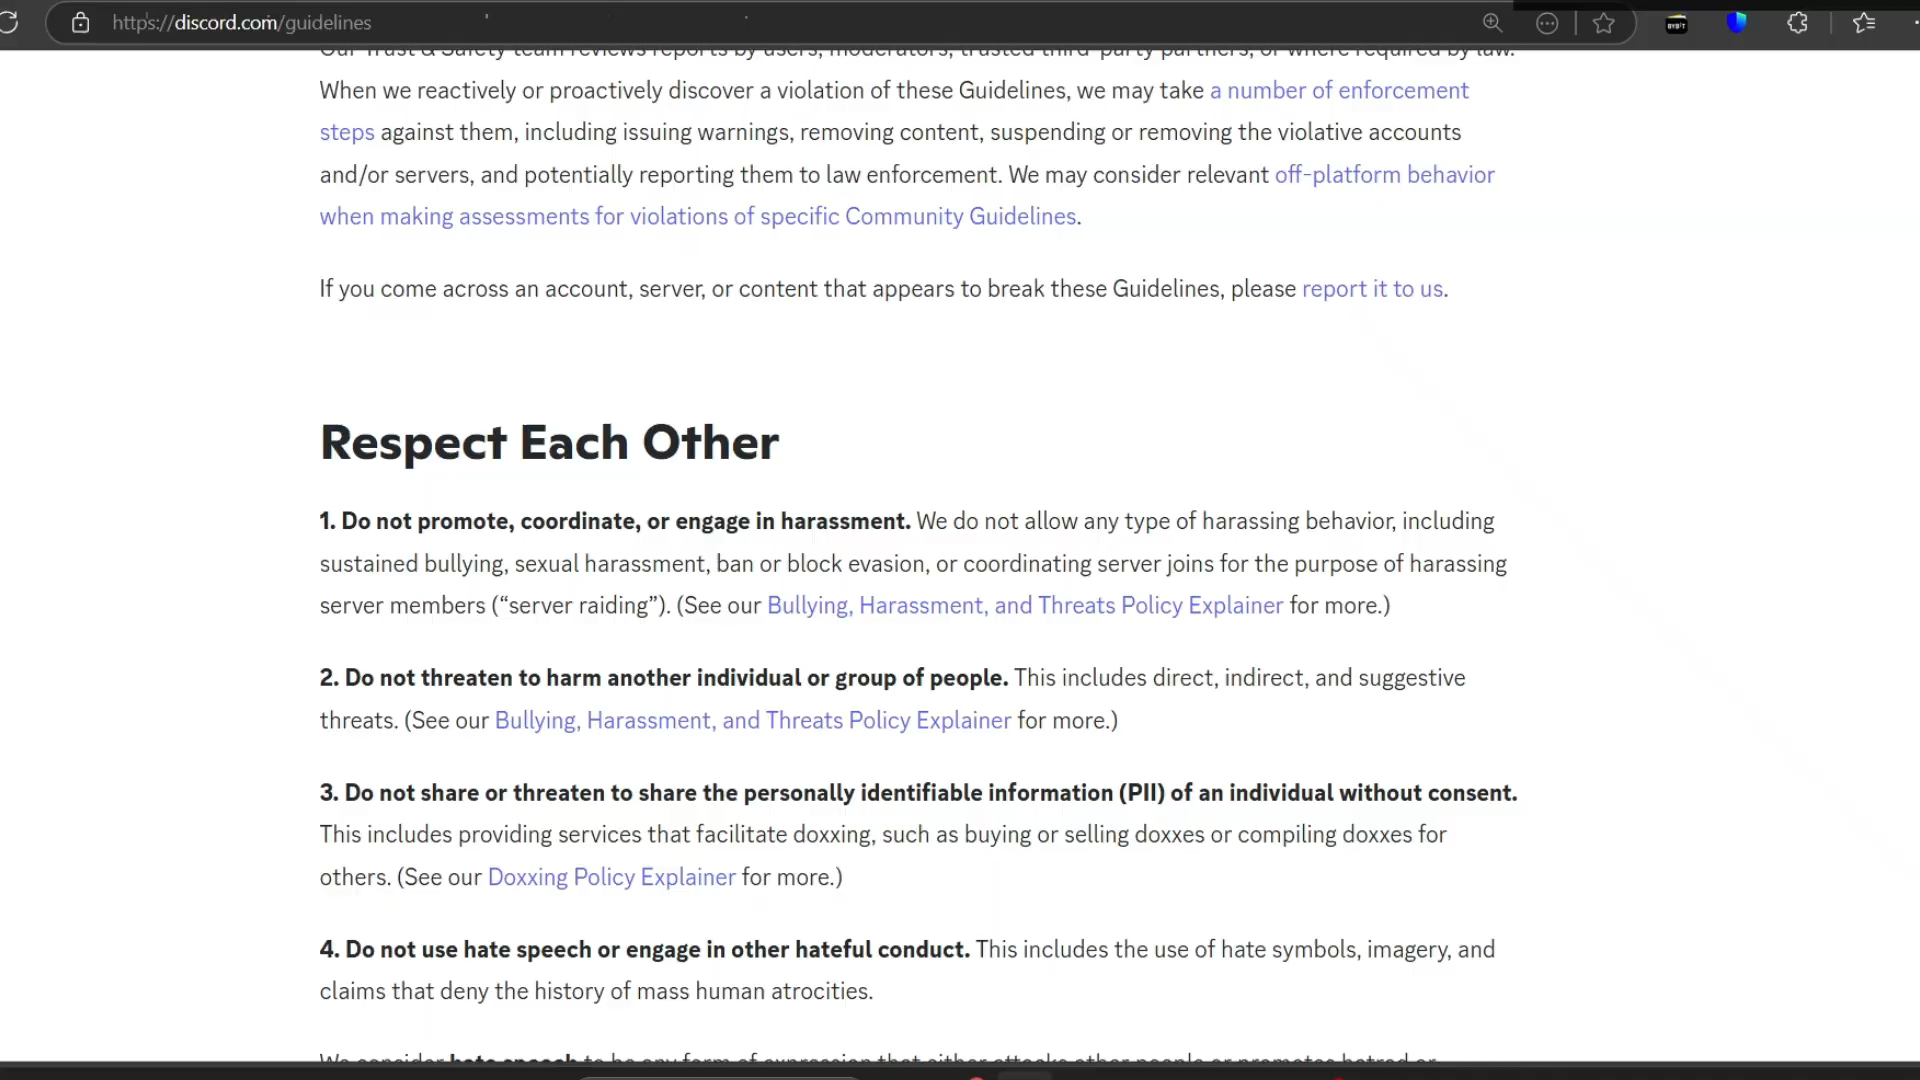 https://discord.com/guidelines
Our Trust & Safety team reviews reports by users, moderators, trusted third-party partners, or where required by law.
When we reactively or proactively discover a violation of these Guidelines, we may take a number of enforcement
steps against them, including issuing warnings, removing content, suspending or removing the violative accounts
and/or servers, and potentially reporting them to law enforcement. We may consider relevant off-platform behavior
when making assessments for violations of specific Community Guidelines.
If you come across an account, server, or content that appears to break these Guidelines, please report it to us.
Respect Each Other
1. Do not promote, coordinate, or engage in harassment. We do not allow any type of harassing behavior, including
sustained bullying, sexual harassment, ban or block evasion, or coordinating server joins for the purpose of harassing
server members (“server raiding”). (See our Bullying, Harassment, and Threats Policy Explainer for more.)
2. Do not threaten to harm another individual or group of people. This includes direct, indirect, and suggestive
threats. (See our Bullying, Harassment, and Threats Policy Explainer for more.)
3. Do not share or threaten to share the personally identifiable information (PII) of an individual without consent.
This includes providing services that facilitate doxxing, such as buying or selling doxxes or compiling doxxes for
others. (See our Doxxing Policy Explainer for more.)
4. Do not use hate speech or engage in other hateful conduct. This includes the use of hate symbols, imagery, and
claims that deny the history of mass human atrocities.
We consider hate speech to be any form of expression that either attacks other people or promotes hatred or